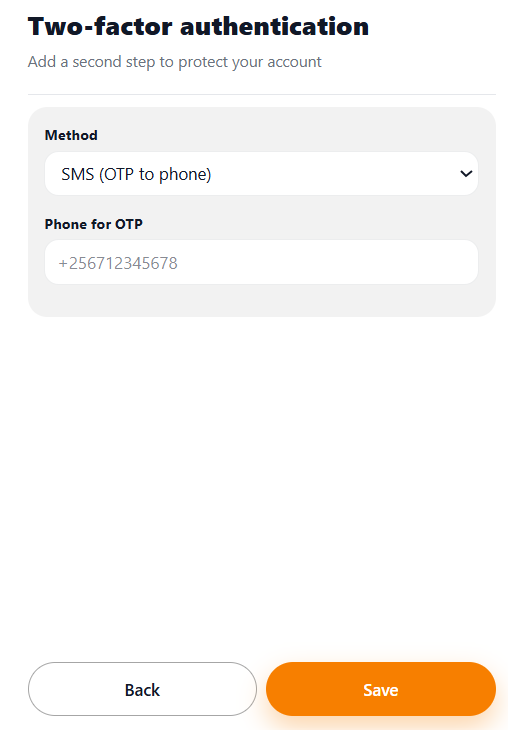 Two-factor authentication
Add a second step to protect your account
Method
SMS (OTP to phone)
Phone for OTP
+256712345678
Back
Save